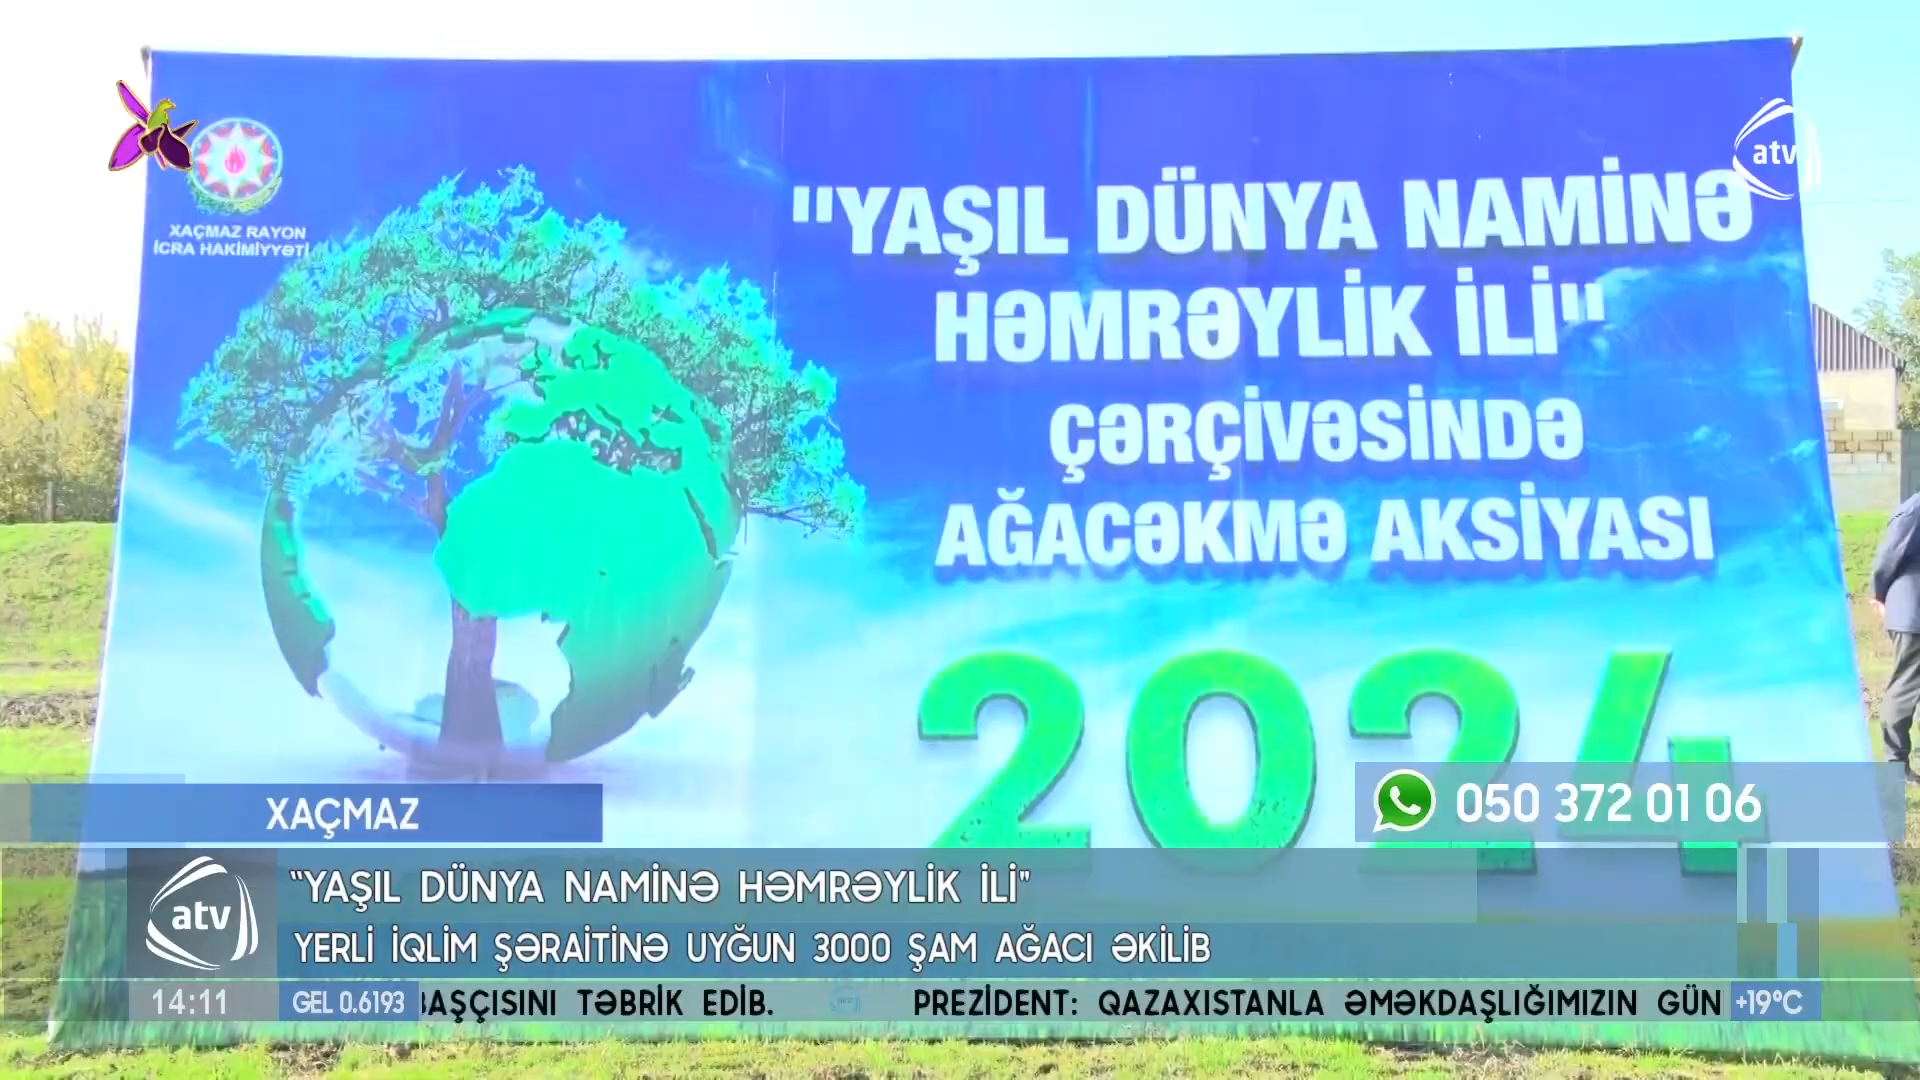 XAÇMAZ RAYON
İCRA HAKİMİYYƏTİ
"YAŞIL DÜNYA NAMİNƏ
HƏMRƏYLİK İLİ"
ÇƏRÇİVƏSİNDƏ
AĞACƏKMƏ AKSİYASI
2024
atv
XAÇMAZ
050 372 01 06
atv
"YAŞIL DÜNYA NAMİNƏ HƏMRƏYLİK İLİ"
YERLİ İQLİM ŞƏRAİTİNƏ UYĞUN 3000 ŞAM AĞACI ƏKİLİB
14:11 GEL 0.6193 BAŞÇISINI TƏBRİK EDİB. atv PREZİDENT: QAZAXISTANLA ƏMƏKDAŞLIĞIMIZIN GÜN +19°C